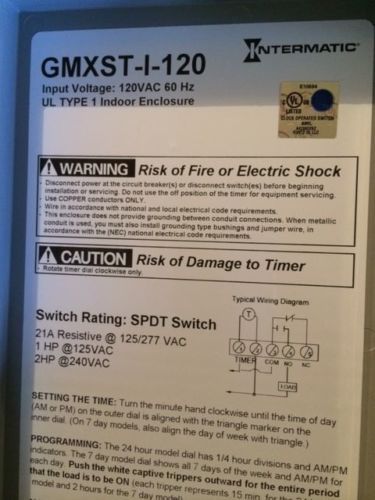 INTERMATIC
GMXST-I-120
Input Voltage: 120VAC 60 Hz
UL TYPE 1 Indoor Enclosure
UL
LISTED
CLOCK OPERATED SWITCH
WARNING Risk of Fire or Electric Shock
- Disconnect power at the circuit breaker(s) or disconnect switch(es) before beginning
installation or servicing. Do not use the off position of the timer for equipment servicing.
- Use COPPER conductors ONLY.
- Wire in accordance with national and local electrical code requirements.
- This enclosure does not provide grounding between conduit connections. When metallic
conduit is used, you must also install grounding type bushings and jumper wire, in
accordance with the (NEC) national electrical code requirements.
CAUTION Risk of Damage to Timer
- Rotate timer dial clockwise only.
Typical Wiring Diagram
T
TIMER COM NO NC
LOAD
Switch Rating: SPDT Switch
21A Resistive @ 125/277 VAC
1 HP @125VAC
2HP @240VAC
SETTING THE TIME: Turn the minute hand clockwise until the time of day
(AM or PM) on the outer dial is aligned with the triangle marker on the
inner dial. (On 7 day models, also align the day of week with triangle.)
PROGRAMMING: The 24 hour model dial has 1/4 hour divisions and AM/PM
indicators. The 7 day model dial shows all 7 days of the week and AM/PM for
each day. Push the white captive trippers outward for the entire period
that the load is to be ON (each tripper represents 15 min. for the
model and 2 hours for the 7 day model)